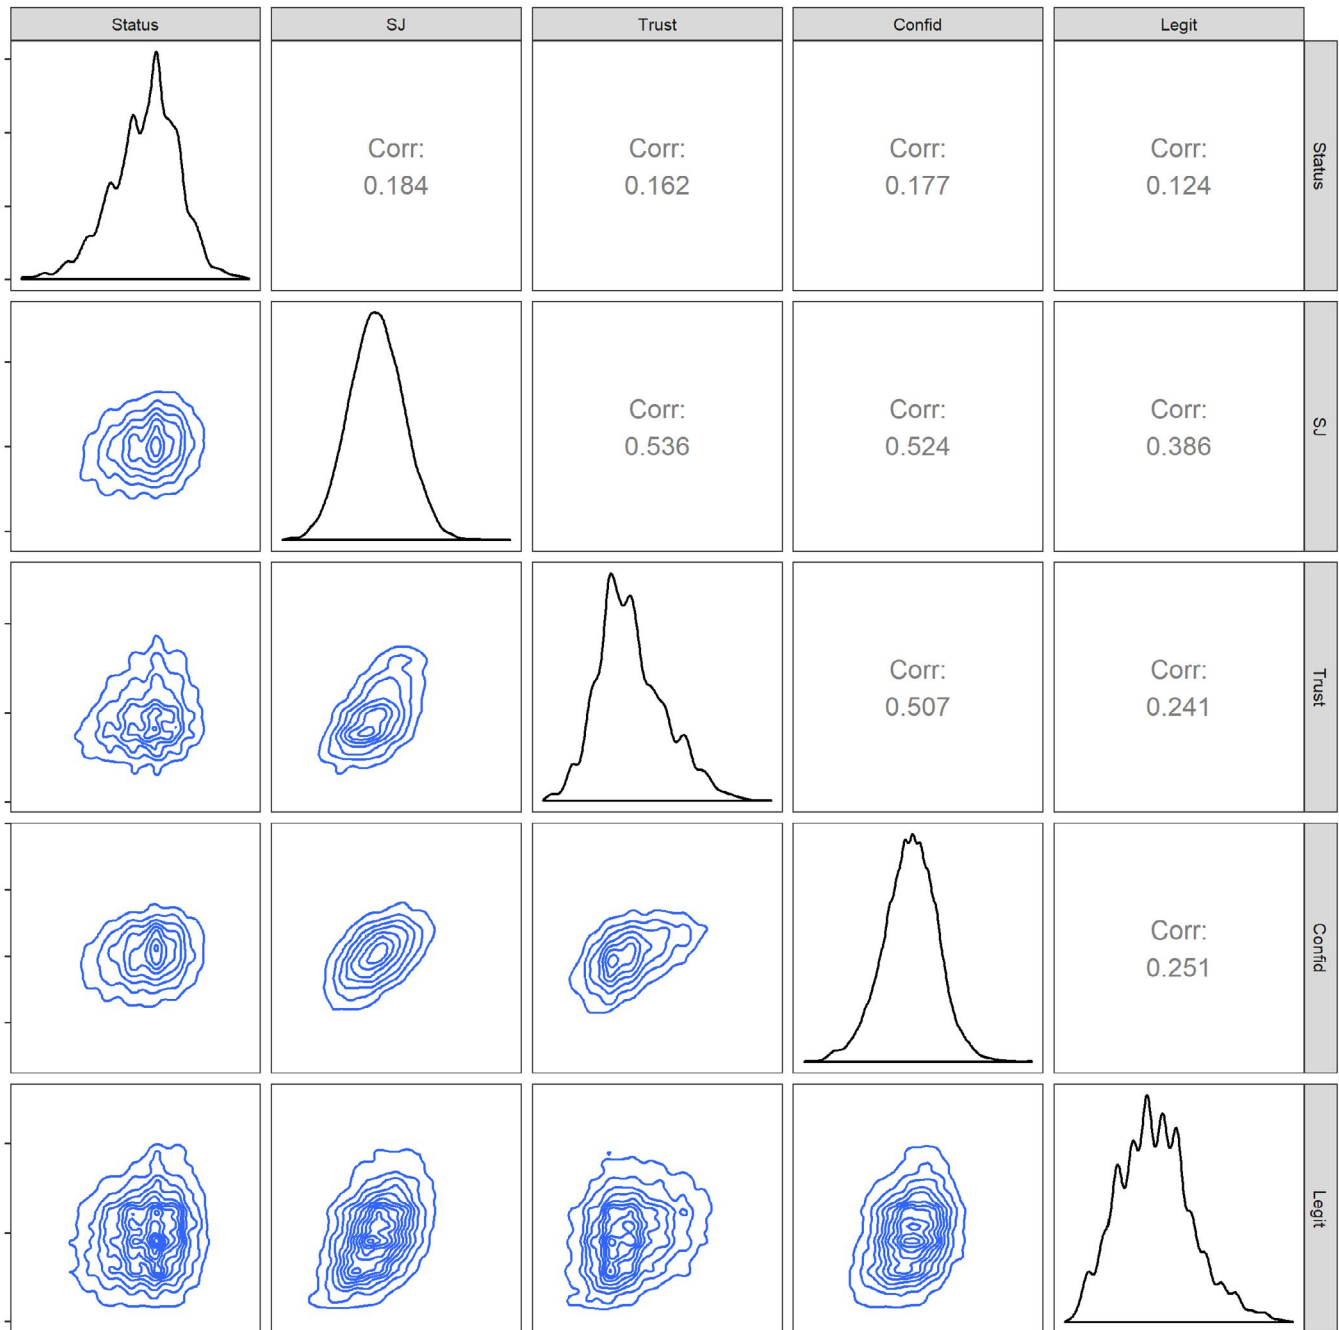 Status
SJ
Trust
Confid
Legit
Corr:
0.184
Corr:
0.162
Corr:
0.177
Corr:
0.124
Status
Corr:
0.536
Corr:
0.524
Corr:
0.386
SJ
Corr:
0.507
Corr:
0.241
Trust
Corr:
0.251
Confid
Legit